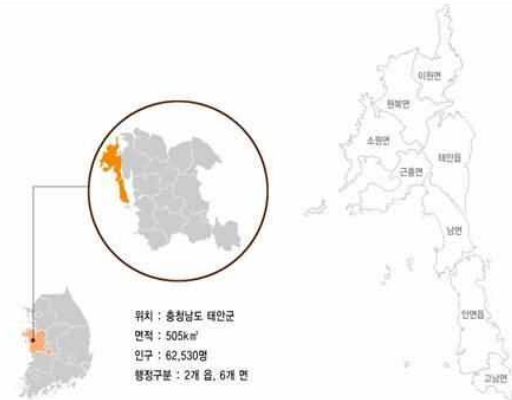 이원면
원북면
소원면
태안읍
근흥면
남면
안면읍
고남면
위치 : 충청남도 태안군
면적 : 505㎢
인구 : 62,530명
행정구분 : 2개 읍, 6개 면